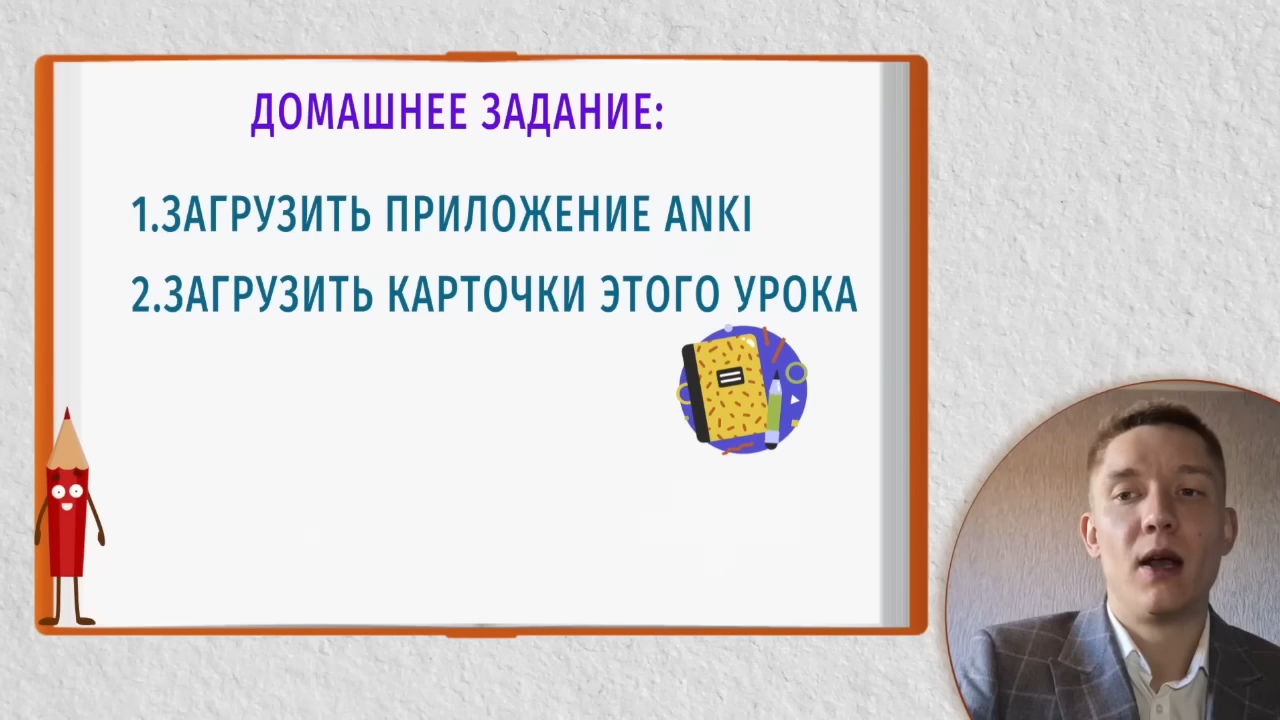 ДОМАШНЕЕ ЗАДАНИЕ:
1.ЗАГРУЗИТЬ ПРИЛОЖЕНИЕ ANKI
2.ЗАГРУЗИТЬ КАРТОЧКИ ЭТОГО УРОКА